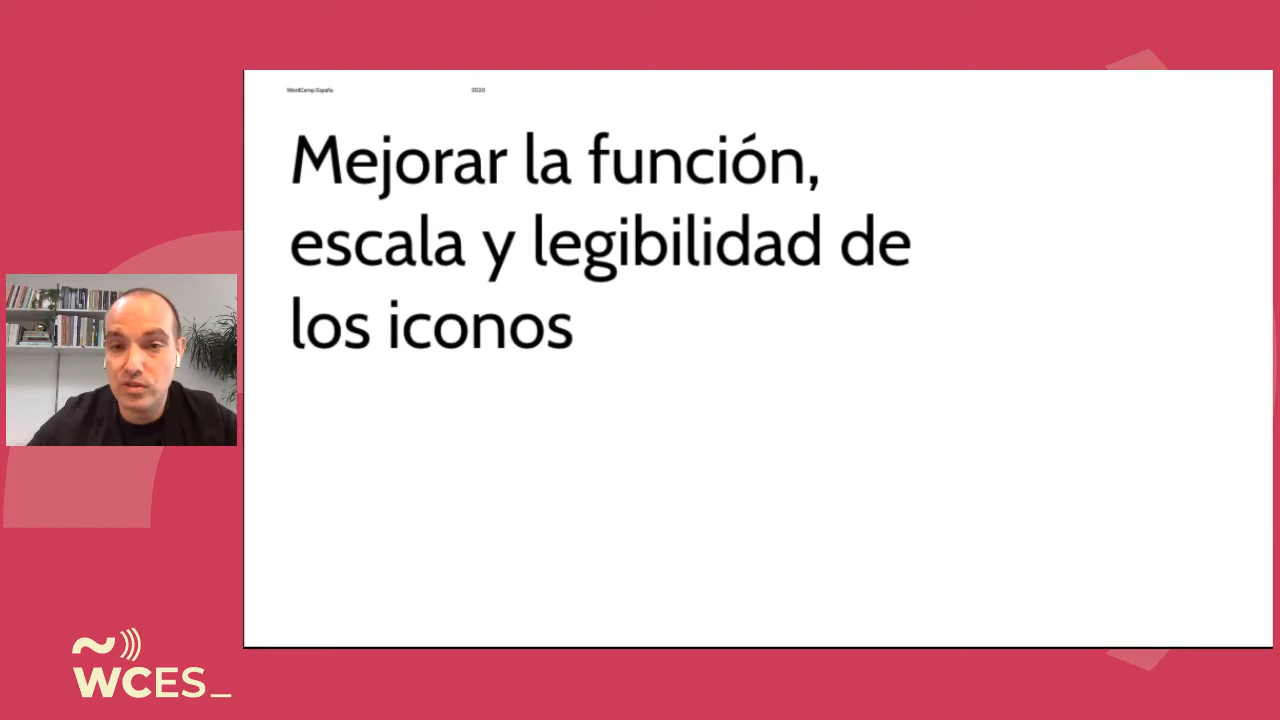 WordCamp España
2020
Mejorar la función,
escala y legibilidad de
los iconos
WCES_